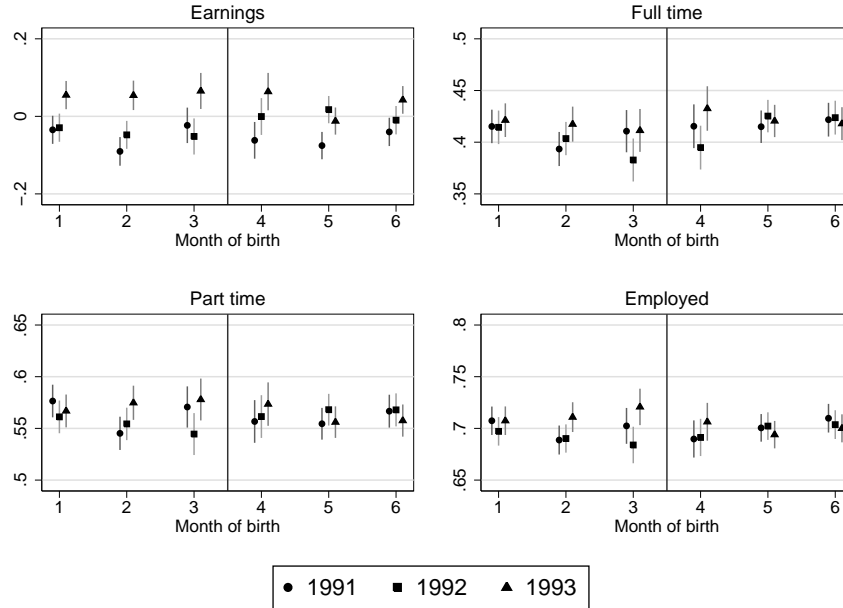 Earnings
.2
0
-.2
1 2 3 4 5 6
Month of birth
Full time
.5
.45
.4
.35
1 2 3 4 5 6
Month of birth
Part time
.65
.6
.55
.5
1 2 3 4 5 6
Month of birth
Employed
.8
.75
.7
.65
1 2 3 4 5 6
Month of birth
1991 1992 1993